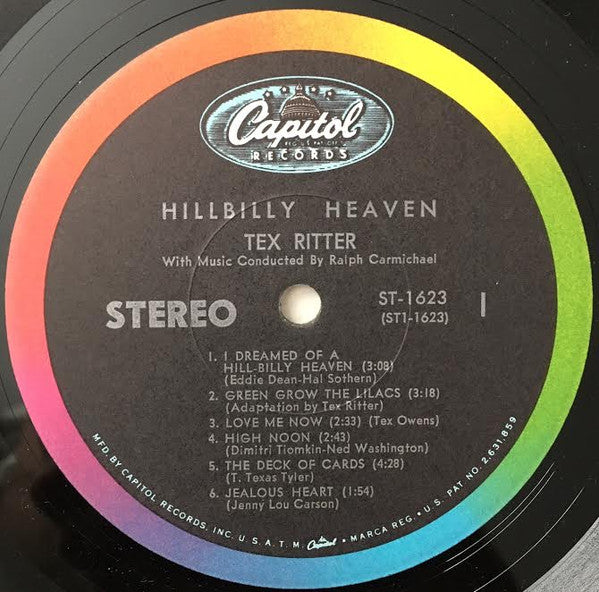 Capitol
REG. U.S. PAT. OFF.
RECORDS
HILLBILLY HEAVEN
TEX RITTER
With Music Conducted By Ralph Carmichael
STEREO
ST-1623
(ST1-1623)
1
1. I DREAMED OF A
HILL-BILLY HEAVEN (3:08)
(Eddie Dean-Hal Sothern)
2. GREEN GROW THE LILACS (3:18)
(Adaptation by Tex Ritter)
3. LOVE ME NOW (2:33) (Tex Owens)
4. HIGH NOON (2:43)
(Dimitri Tiomkin-Ned Washington)
5. THE DECK OF CARDS (4:28)
(T. Texas Tyler)
6. JEALOUS HEART (1:54)
(Jenny Lou Carson)
MFD. BY CAPITOL RECORDS, INC. U.S.A. T.M. Capitol • MARCA REG. • U.S. PAT. NO. 2,631,859